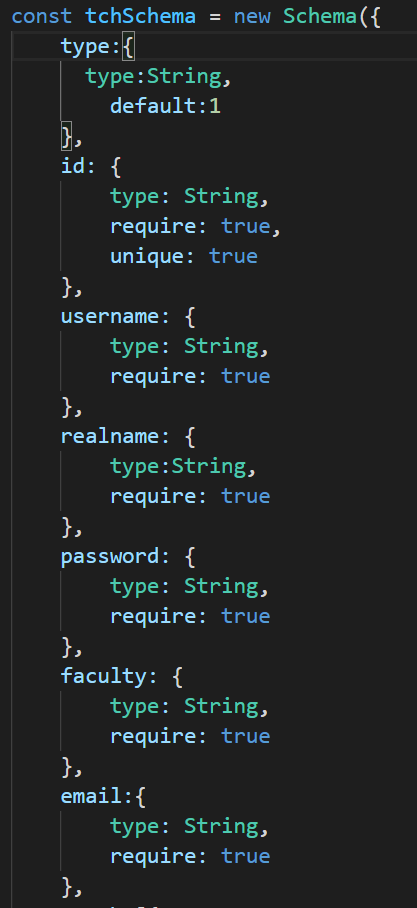 const tchSchema = new Schema({
type:{
type:String,
default:1
},
id: {
type: String,
require: true,
unique: true
},
username: {
type: String,
require: true
},
realname: {
type:String,
require: true
},
password: {
type: String,
require: true
},
faculty: {
type: String,
require: true
},
email:{
type: String,
require: true
},